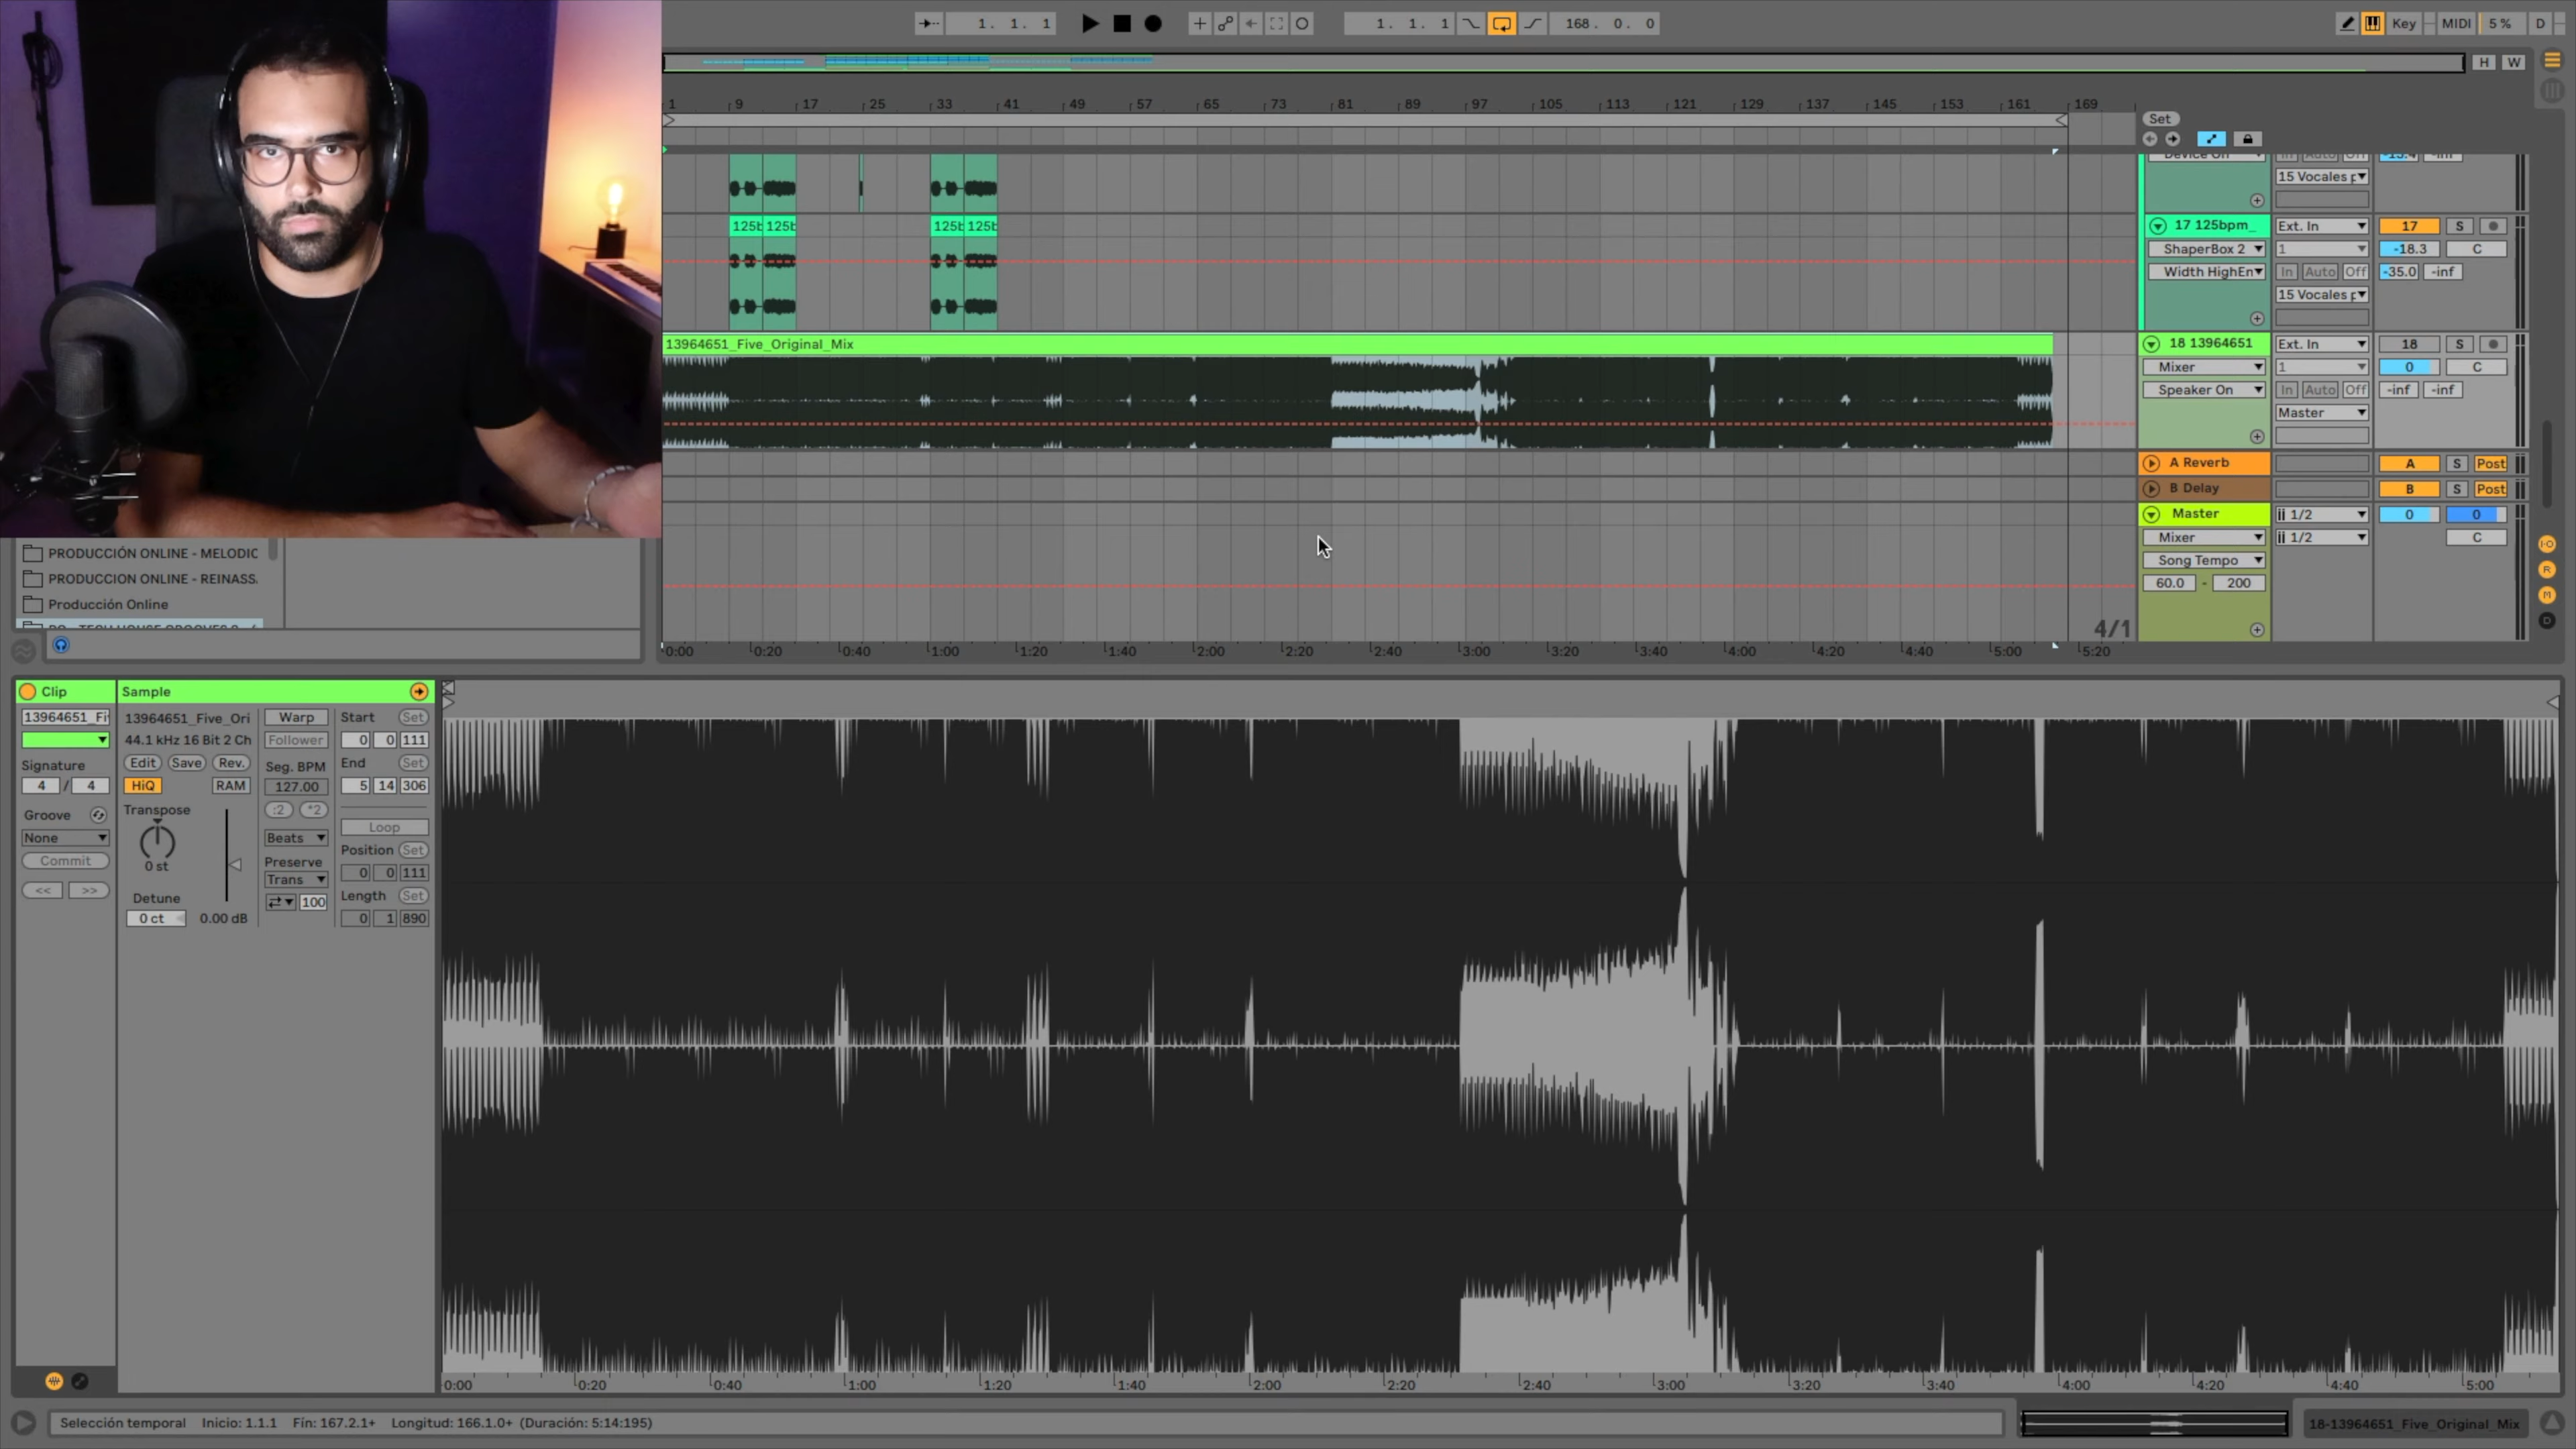 1. 1. 1
1. 1. 1
168. 0. 0
Key
MIDI
5 %
D
H
W
1 9 17 25 33 41 49 57 65 73 81 89 97 105 113 121 129 137 145 153 161 169
Set
15 Vocales p
125b 125b 125b 125b
17 125bpm_
Ext. In
17
S
ShaperBox 2
1
-18.3
C
Width HighEn
In Auto Off
-35.0
-inf
15 Vocales p
13964651_Five_Original_Mix
18 13964651
Ext. In
18
S
Mixer
1
0
C
Speaker On
In Auto Off
-inf
-inf
Master
A Reverb
A
S
Post
B Delay
B
S
Post
Master
1/2
0
0
Mixer
1/2
C
Song Tempo
60.0 - 200
4/1
PRODUCCIÓN ONLINE - MELODIC
PRODUCCION ONLINE - REINASS.
Producción Online
0:00 0:20 0:40 1:00 1:20 1:40 2:00 2:20 2:40 3:00 3:20 3:40 4:00 4:20 4:40 5:00 5:20
Clip
Sample
13964651_Fi
13964651_Five_Ori
Warp
Start
Set
44.1 kHz 16 Bit 2 Ch
Follower
0 0 111
Edit
Save
Rev.
Signature
Seg. BPM
End
Set
4 / 4
HiQ
RAM
127.00
5 14 306
Groove
Transpose
:2
*2
Loop
None
Beats
Commit
Position
Set
0 st
Preserve
<<
>>
Trans
0 0 111
Detune
100
Length
Set
0 ct
0.00 dB
0 1 890
0:00 0:20 0:40 1:00 1:20 1:40 2:00 2:20 2:40 3:00 3:20 3:40 4:00 4:20 4:40 5:00
Selección temporal Inicio: 1.1.1 Fín: 167.2.1+ Longitud: 166.1.0+ (Duración: 5:14:195)
18-13964651_Five_Original_Mix